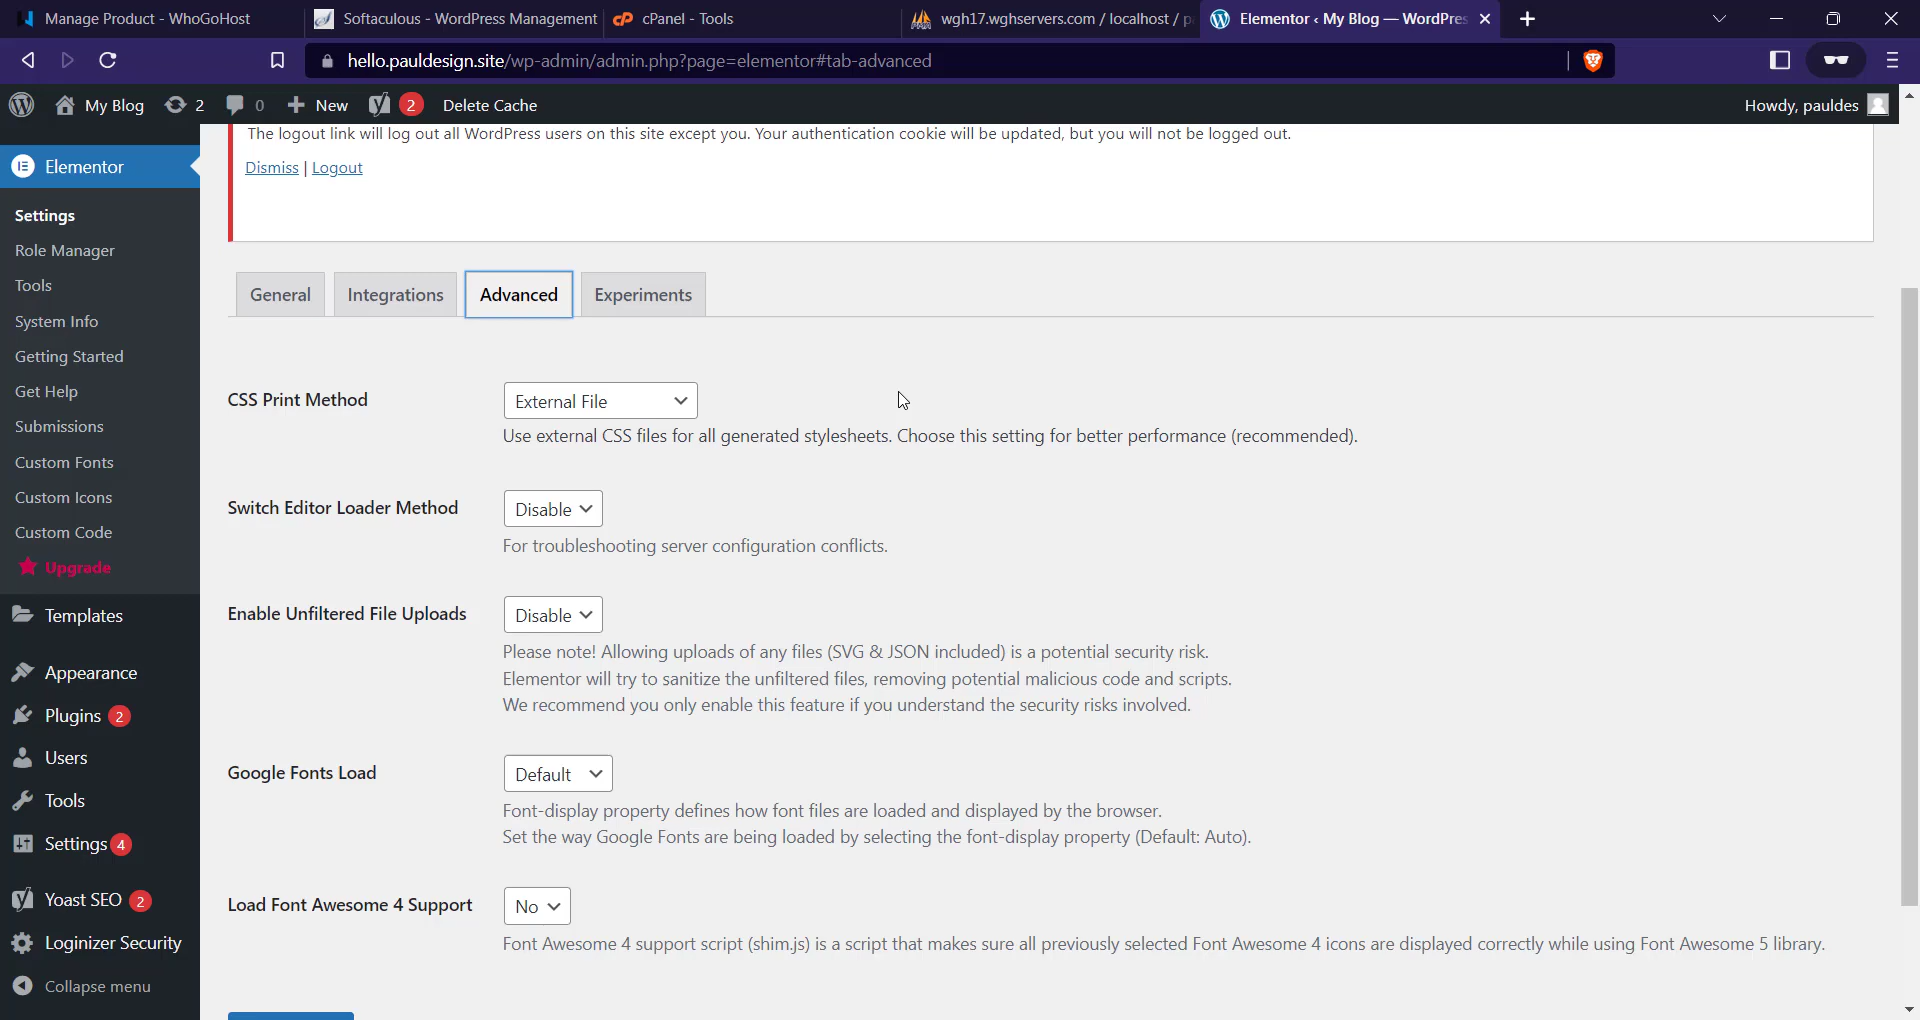 Manage Product - WhoGoHost
Softaculous - WordPress Management
cPanel - Tools
wgh17.wghservers.com / localhost / p
Elementor ‹ My Blog — WordPres
hello.pauldesign.site/wp-admin/admin.php?page=elementor#tab-advanced
My Blog
2
0
New
2
Delete Cache
Howdy, pauldes
The logout link will log out all WordPress users on this site except you. Your authentication cookie will be updated, but you will not be logged out.
Dismiss | Logout
Elementor
Settings
Role Manager
Tools
System Info
Getting Started
Get Help
Submissions
Custom Fonts
Custom Icons
Custom Code
Upgrade
Templates
Appearance
Plugins 2
Users
Tools
Settings 4
Yoast SEO 2
Loginizer Security
Collapse menu
General
Integrations
Advanced
Experiments
CSS Print Method
External File
Use external CSS files for all generated stylesheets. Choose this setting for better performance (recommended).
Switch Editor Loader Method
Disable
For troubleshooting server configuration conflicts.
Enable Unfiltered File Uploads
Disable
Please note! Allowing uploads of any files (SVG & JSON included) is a potential security risk.
Elementor will try to sanitize the unfiltered files, removing potential malicious code and scripts.
We recommend you only enable this feature if you understand the security risks involved.
Google Fonts Load
Default
Font-display property defines how font files are loaded and displayed by the browser.
Set the way Google Fonts are being loaded by selecting the font-display property (Default: Auto).
Load Font Awesome 4 Support
No
Font Awesome 4 support script (shim.js) is a script that makes sure all previously selected Font Awesome 4 icons are displayed correctly while using Font Awesome 5 library.